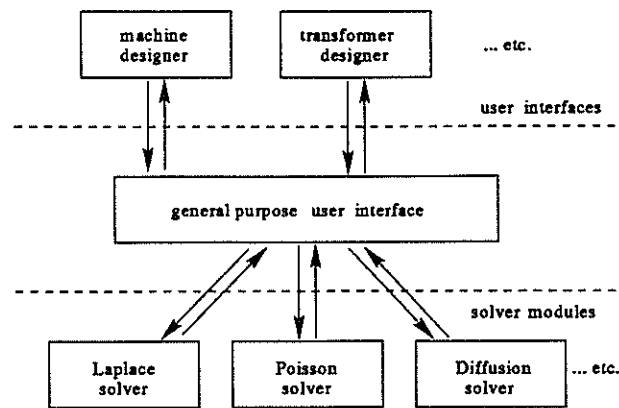 machine
designer
transformer
designer
... etc.
user interfaces
general purpose user interface
solver modules
Laplace
solver
Poisson
solver
Diffusion
solver
... etc.